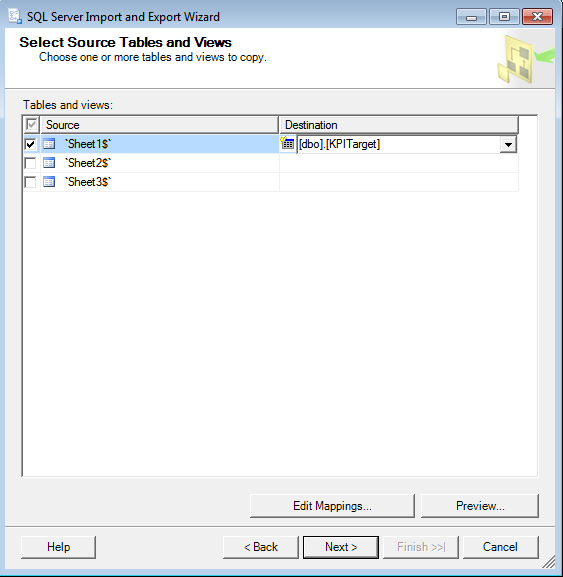 SQL Server Import and Export Wizard
Select Source Tables and Views
Choose one or more tables and views to copy.
Tables and views:
Source Destination
`Sheet1$` [dbo].[KPITarget]
`Sheet2$`
`Sheet3$`
Edit Mappings... Preview...
Help < Back Next > Finish >>| Cancel